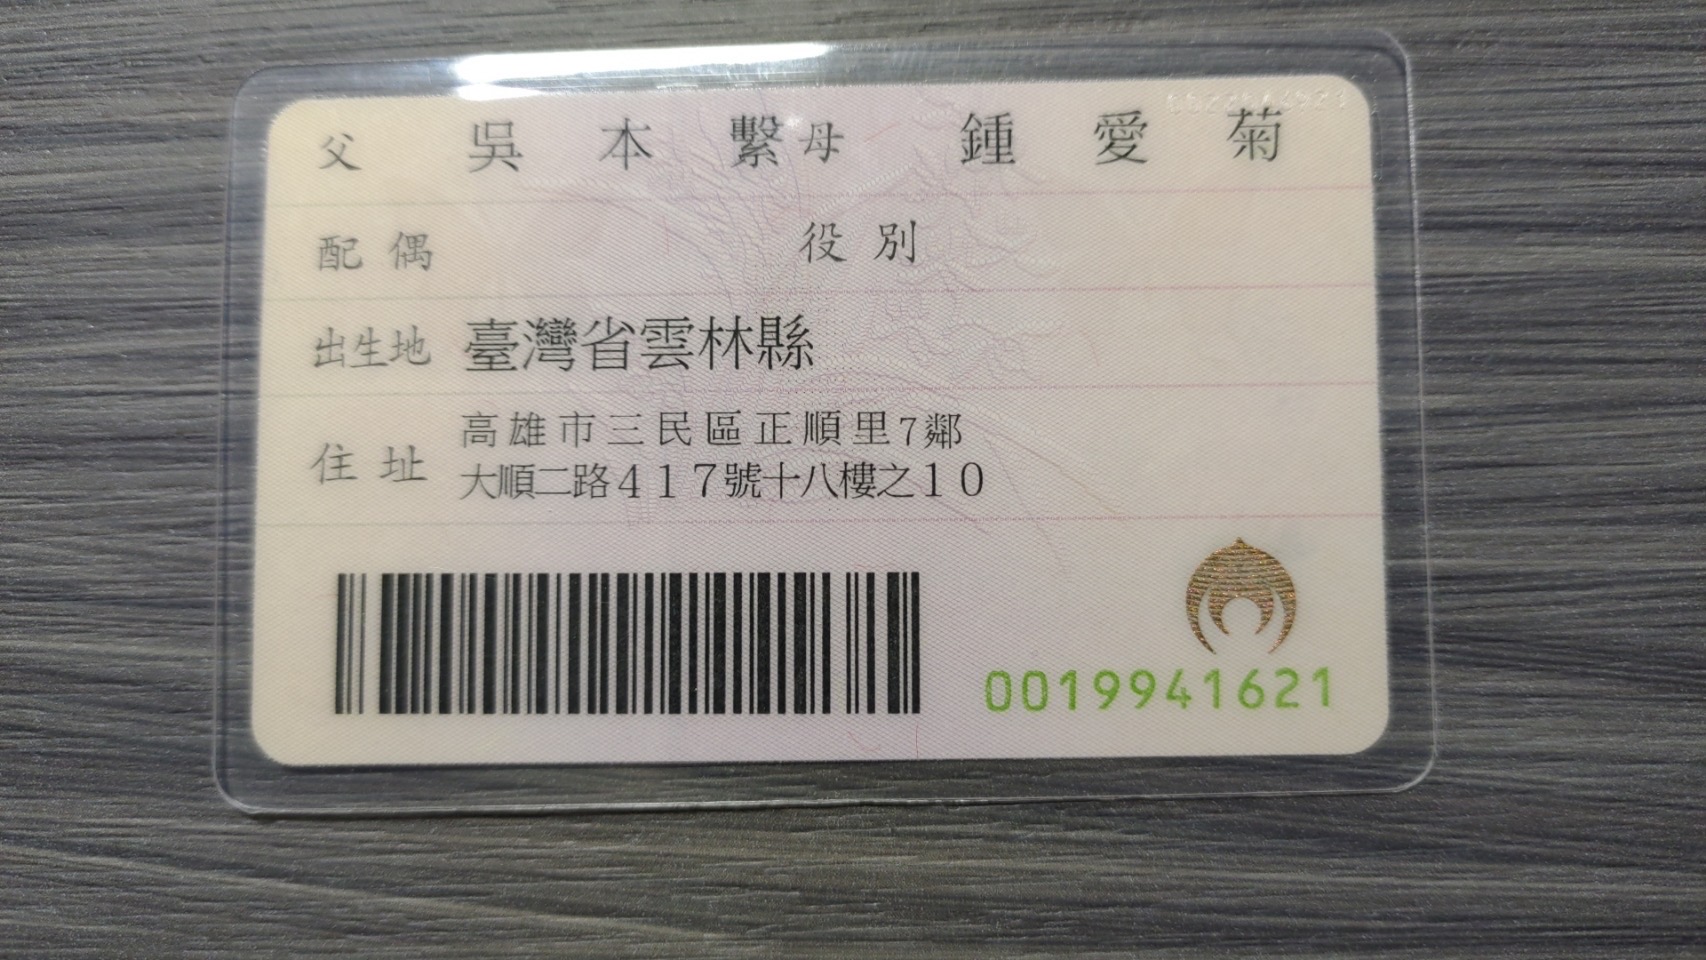 父 吳本繫 母 鍾愛菊
配偶 役別
出生地 臺灣省雲林縣
住址 高雄市三民區正順里7鄰
大順二路417號十八樓之10
0019941621